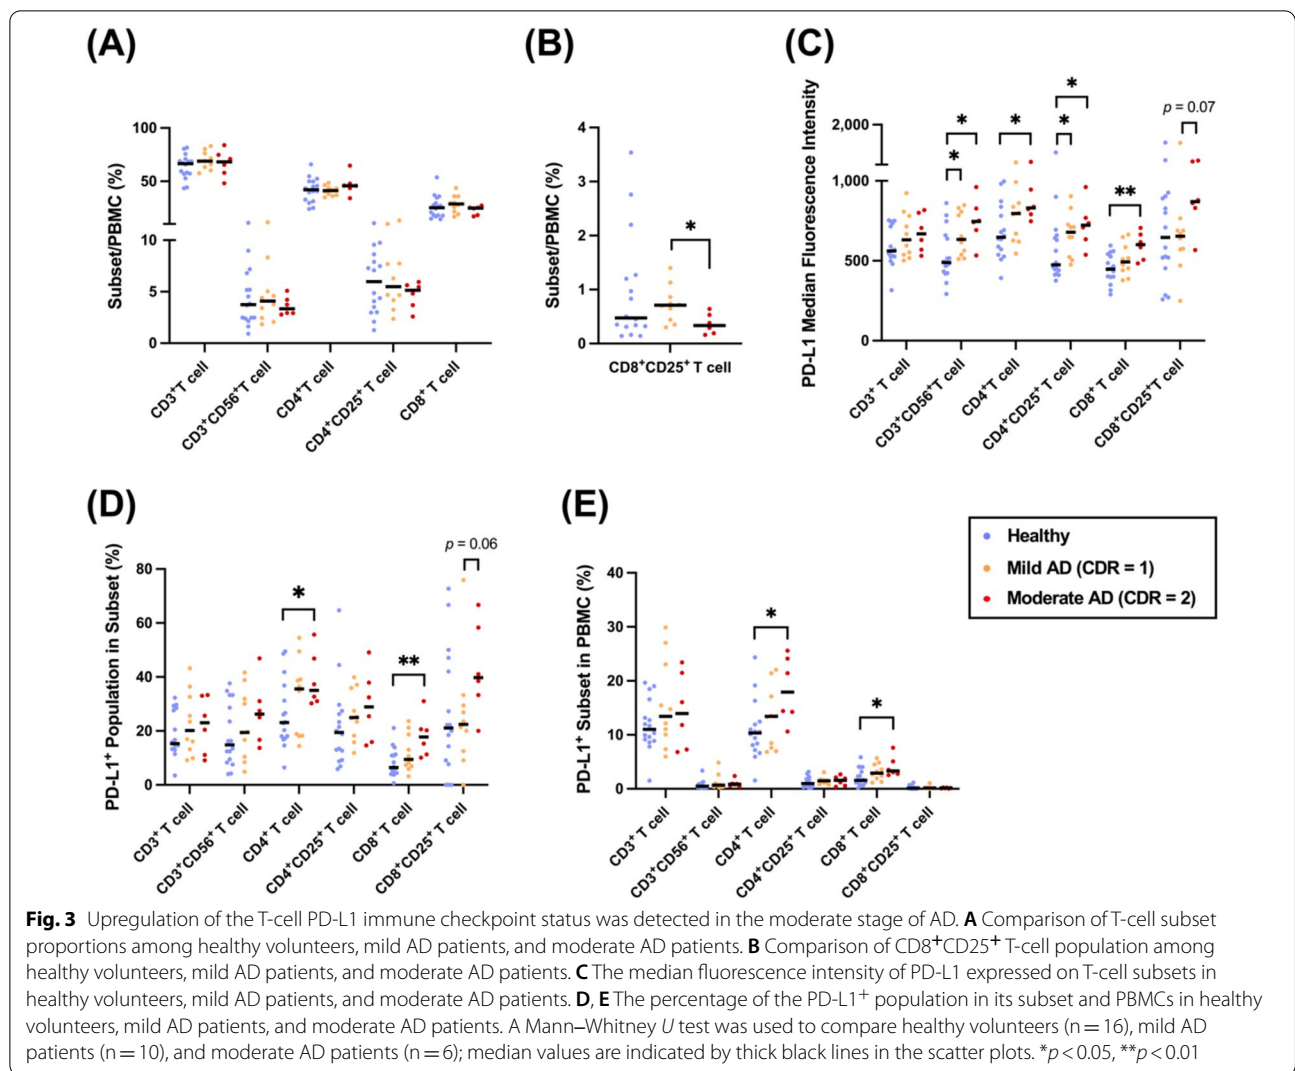 (A)
Subset/PBMC (%)
100
50
10
5
0
CD3+T cell
CD3+CD56+T cell
CD4+T cell
CD4+CD25+T cell
CD8+ T cell
(B)
Subset/PBMC (%)
4
3
2
1
0
*
CD8+CD25+ T cell
(C)
PD-L1 Median Fluorescence Intensity
2,000
1,000
500
0
*
*
*
*
*
**
p = 0.07
CD3+T cell
CD3+CD56+T cell
CD4+T cell
CD4+CD25+T cell
CD8+T cell
CD8+CD25+T cell
(D)
PD-L1+ Population in Subset (%)
80
60
40
20
0
*
**
p = 0.06
CD3+ T cell
CD3+CD56+ T cell
CD4+ T cell
CD4+CD25+ T cell
CD8+ T cell
CD8+CD25+ T cell
(E)
PD-L1+ Subset in PBMC (%)
40
30
20
10
0
*
*
CD3+ T cell
CD3+CD56+ T cell
CD4+ T cell
CD4+CD25+ T cell
CD8+ T cell
CD8+CD25+ T cell
Healthy
Mild AD (CDR = 1)
Moderate AD (CDR = 2)
Fig. 3 Upregulation of the T-cell PD-L1 immune checkpoint status was detected in the moderate stage of AD. A Comparison of T-cell subset
proportions among healthy volunteers, mild AD patients, and moderate AD patients. B Comparison of CD8+CD25+ T-cell population among
healthy volunteers, mild AD patients, and moderate AD patients. C The median fluorescence intensity of PD-L1 expressed on T-cell subsets in
healthy volunteers, mild AD patients, and moderate AD patients. D, E The percentage of the PD-L1+ population in its subset and PBMCs in healthy
volunteers, mild AD patients, and moderate AD patients. A Mann–Whitney U test was used to compare healthy volunteers (n = 16), mild AD
patients (n = 10), and moderate AD patients (n = 6); median values are indicated by thick black lines in the scatter plots. *p < 0.05, **p < 0.01